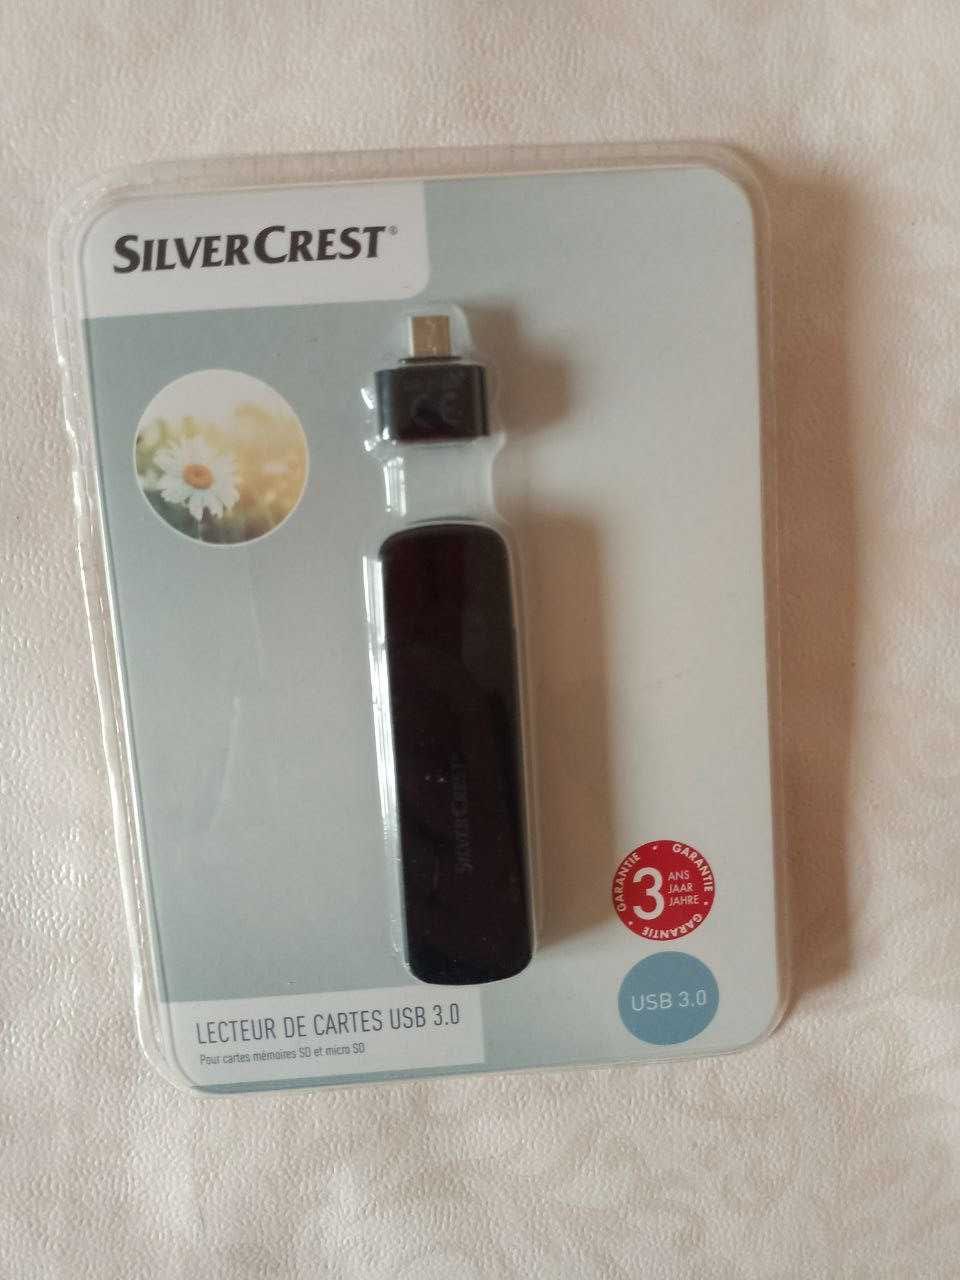 SILVERCREST®
CE
SILVERCREST
GARANTIE • GARANTIE • GARANTIE •
3 ANS
JAAR
JAHRE
USB 3.0
LECTEUR DE CARTES USB 3.0
Pour cartes mémoires SD et micro SD